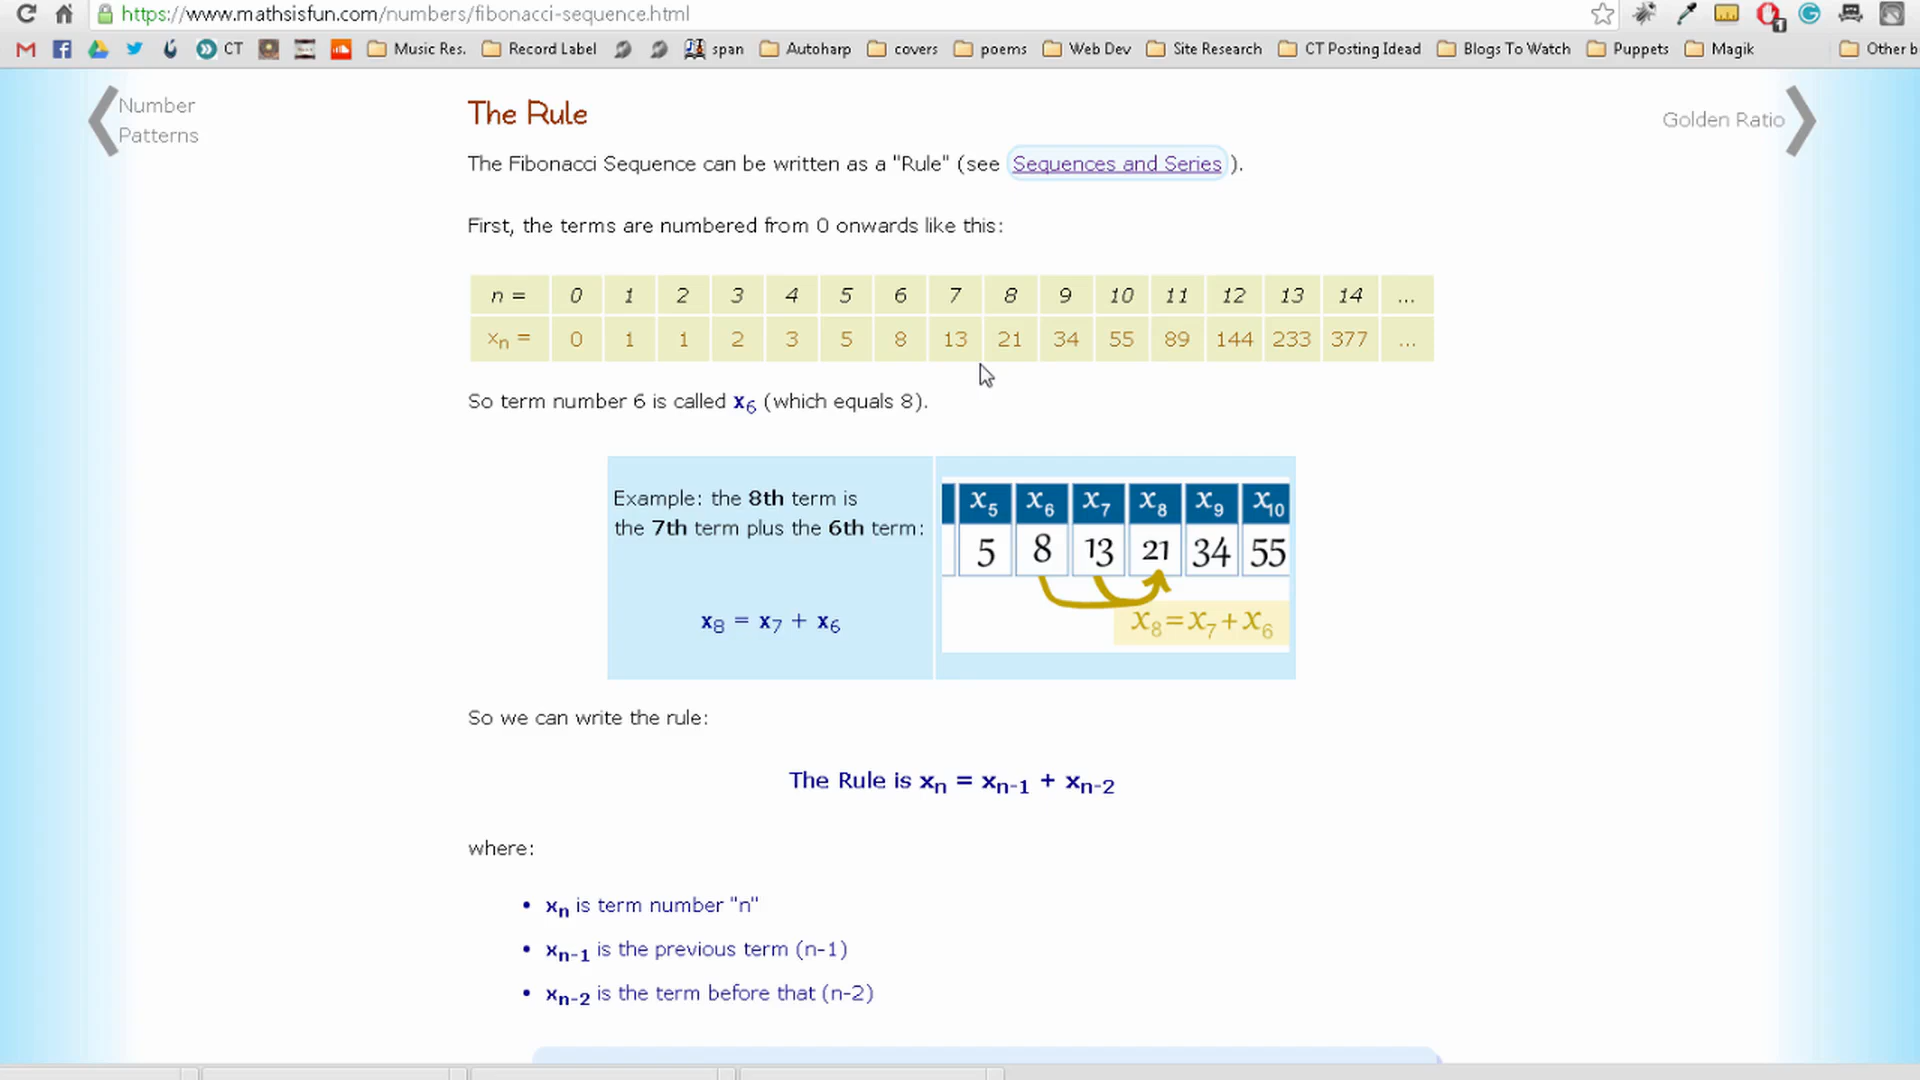 https://www.mathsisfun.com/numbers/fibonacci-sequence.html
1
CT Music Res. Record Label span Autoharp covers poems Web Dev Site Research CT Posting Idead Blogs To Watch Puppets Magik Other b
Number
Patterns
Golden Ratio
The Rule
The Fibonacci Sequence can be written as a "Rule" (see Sequences and Series ).
First, the terms are numbered from 0 onwards like this:
n = 0 1 2 3 4 5 6 7 8 9 10 11 12 13 14 ...
xn = 0 1 1 2 3 5 8 13 21 34 55 89 144 233 377 ...
So term number 6 is called x6 (which equals 8).
Example: the 8th term is
the 7th term plus the 6th term:
x8 = x7 + x6
x5 x6 x7 x8 x9 x10
5 8 13 21 34 55
x8=x7+x6
So we can write the rule:
The Rule is xn = xn-1 + xn-2
where:
• xn is term number "n"
• xn-1 is the previous term (n-1)
• xn-2 is the term before that (n-2)